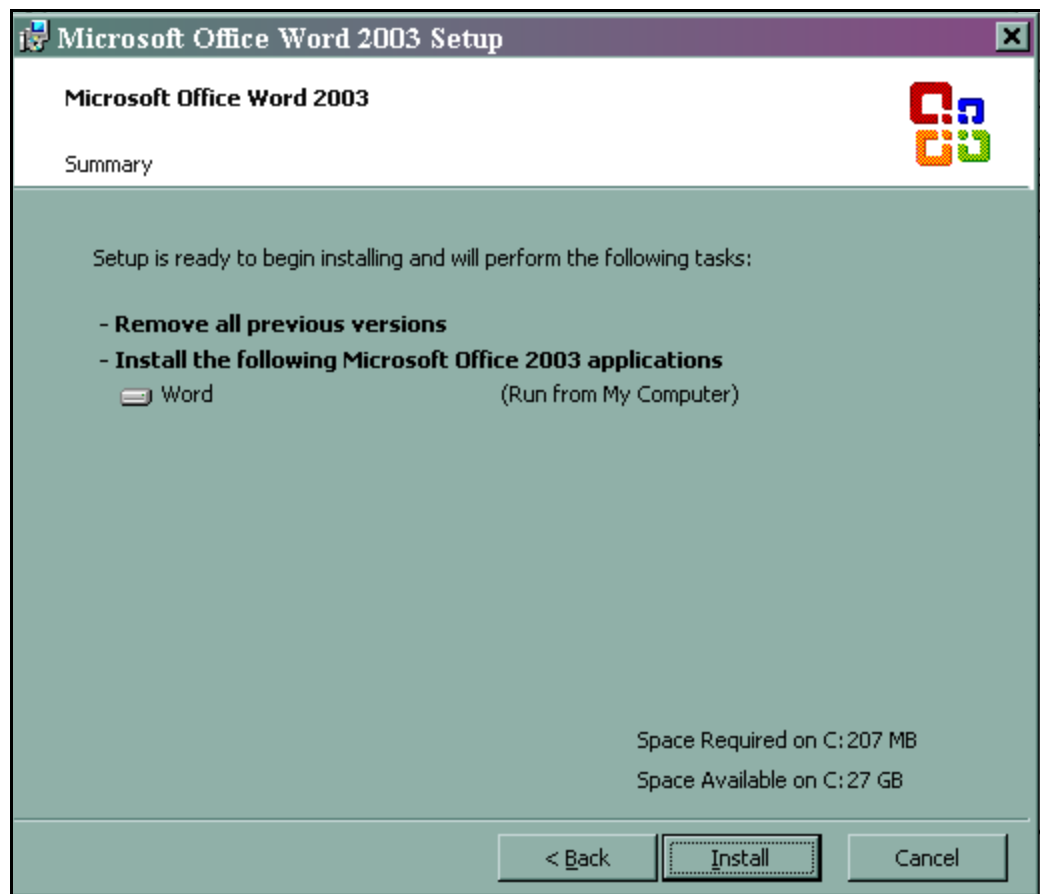 Microsoft Office Word 2003 Setup
Microsoft Office Word 2003
Summary
Setup is ready to begin installing and will perform the following tasks:
- Remove all previous versions
- Install the following Microsoft Office 2003 applications
Word (Run from My Computer)
Space Required on C: 207 MB
Space Available on C: 27 GB
< Back Install Cancel